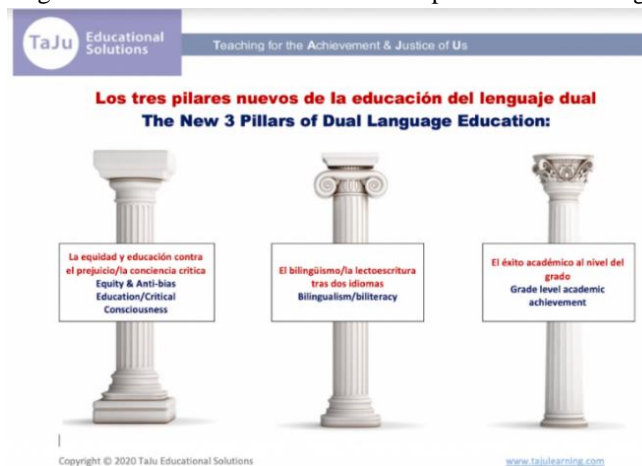 TaJu Educational
Solutions
Teaching for the Achievement & Justice of Us
Los tres pilares nuevos de la educación del lenguaje dual
The New 3 Pillars of Dual Language Education:
La equidad y educación contra
el prejuicio/la conciencia critica
Equity & Anti-bias
Education/Critical
Consciousness
El bilingüismo/la lectoescritura
tras dos idiomas
Bilingualism/biliteracy
El éxito académico al nivel del
grado
Grade level academic
achievement
Copyright © 2020 TaJu Educational Solutions
www.tajulearning.com